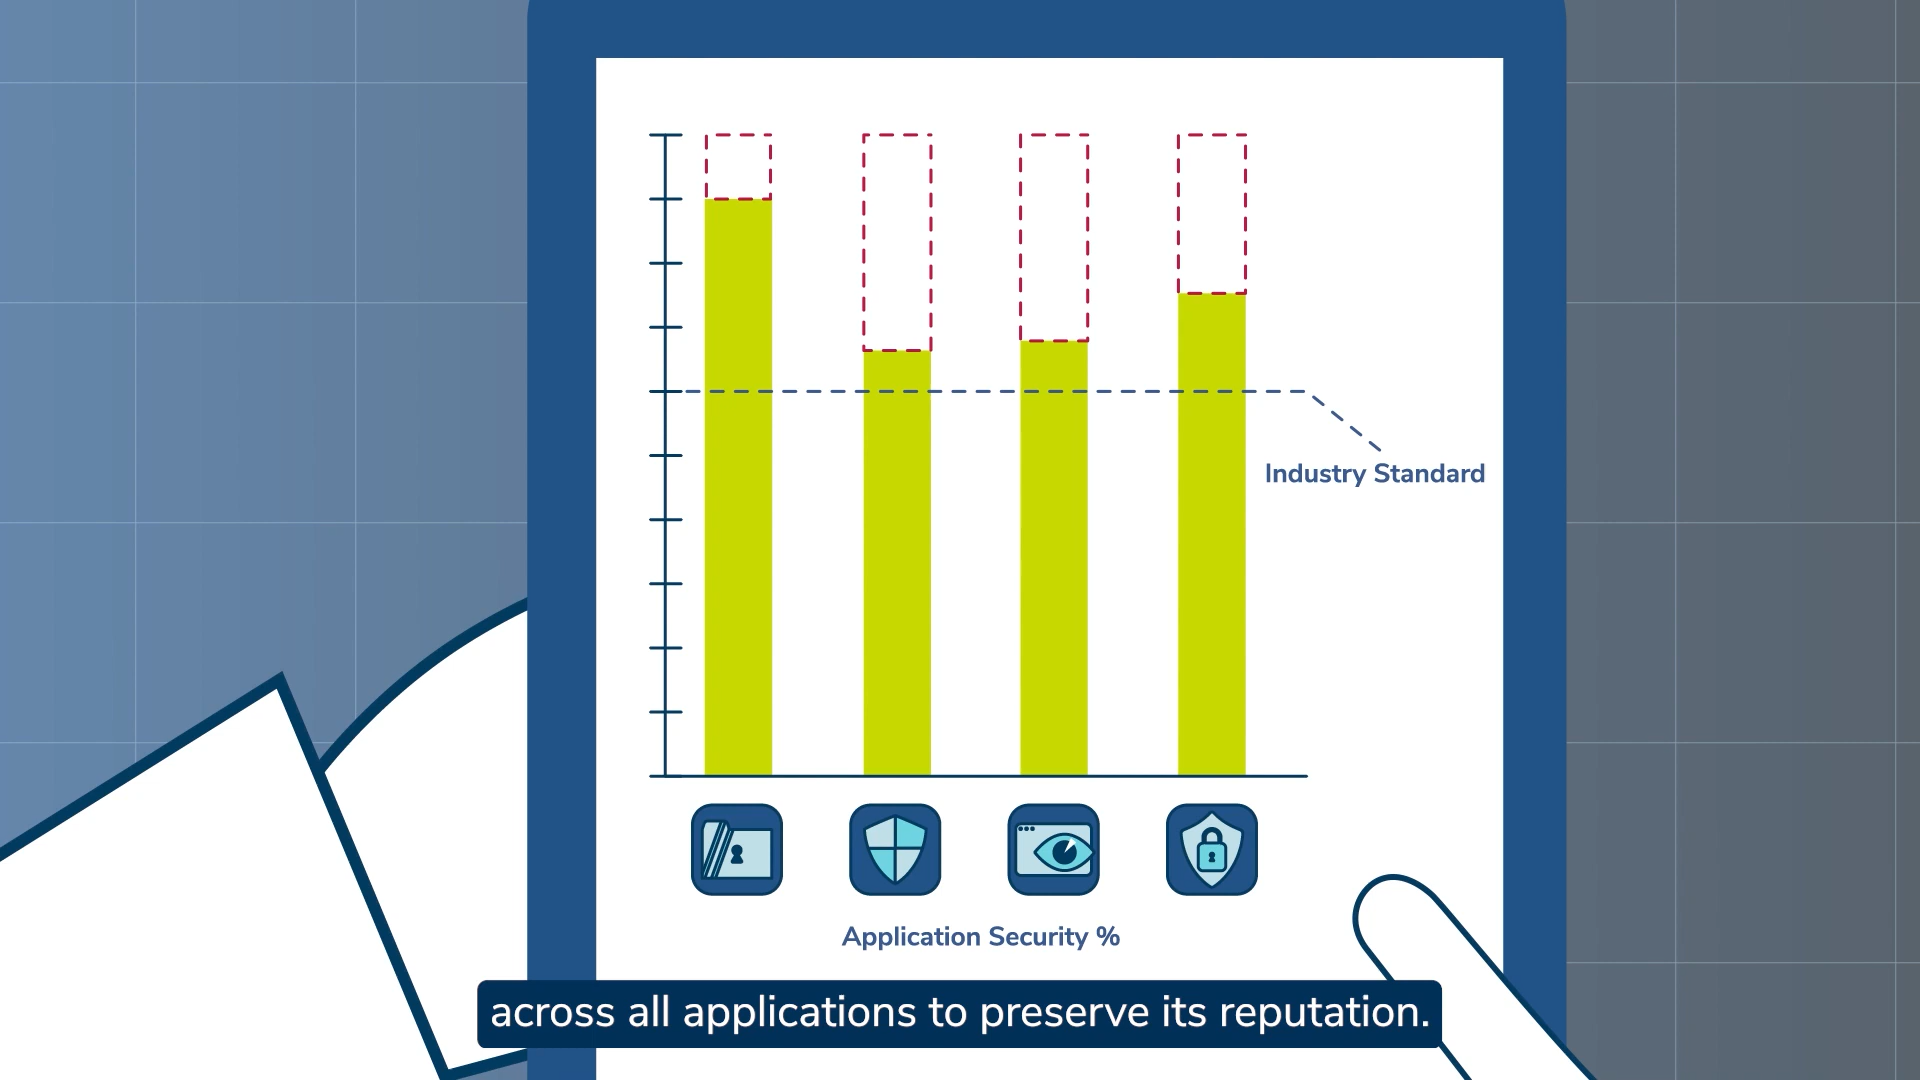 Industry Standard
Application Security %
across all applications to preserve its reputation.